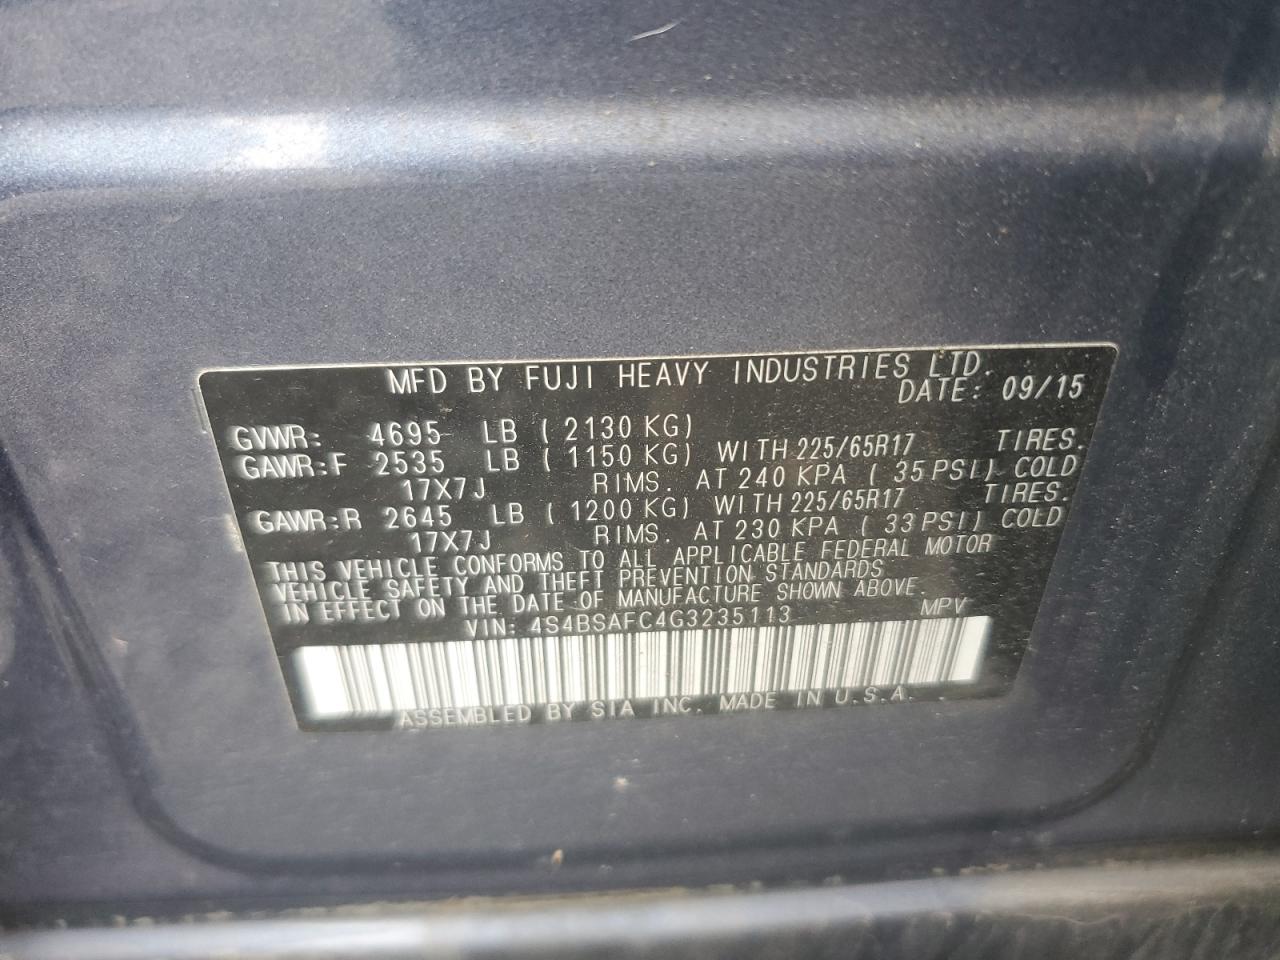 MFD BY FUJI HEAVY INDUSTRIES LTD.
DATE: 09/15
GVWR: 4695 LB (2130 KG)
GAWR:F 2535 LB (1150 KG) WITH 225/65R17 TIRES.
17X7J RIMS. AT 240 KPA (35 PSI) COLD
GAWR:R 2645 LB (1200 KG) WITH 225/65R17 TIRES.
17X7J RIMS. AT 230 KPA (33 PSI) COLD
THIS VEHICLE CONFORMS TO ALL APPLICABLE FEDERAL MOTOR
VEHICLE SAFETY AND THEFT PREVENTION STANDARDS
IN EFFECT ON THE DATE OF MANUFACTURE SHOWN ABOVE.
VIN: 4S4BSAFC4G3235113 MPV
ASSEMBLED BY SIA INC. MADE IN U.S.A.